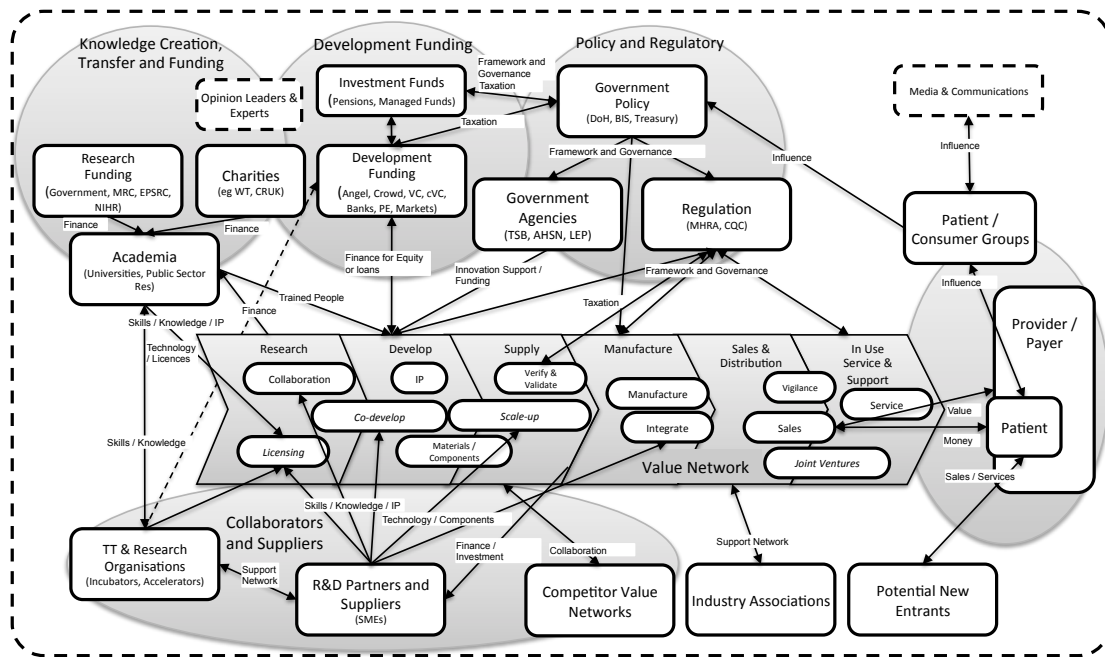 Knowledge Creation,
Transfer and Funding
Development Funding
Policy and Regulatory
Opinion Leaders &
Experts
Investment Funds
(Pensions, Managed Funds)
Framework and
Governance
Taxation
Government
Policy
(DoH, BIS, Treasury)
Media & Communications
Taxation
Influence
Influence
Research
Funding
(Government, MRC, EPSRC,
NIHR)
Charities
(eg WT, CRUK)
Development
Funding
(Angel, Crowd, VC, cVC,
Banks, PE, Markets)
Framework and Governance
Government
Agencies
(TSB, AHSN, LEP)
Regulation
(MHRA, CQC)
Patient /
Consumer Groups
Finance
Finance
Academia
(Universities, Public Sector
Res)
Finance for Equity
or loans
Innovation Support /
Funding
Framework and Governance
Influence
Trained People
Finance
Taxation
Skills / Knowledge / IP
Technology
/ Licences
Provider /
Payer
Research
Develop
Supply
Manufacture
Sales &
Distribution
In Use
Service &
Support
Collaboration
IP
Verify &
Validate
Manufacture
Vigilance
Service
Co-develop
Scale-up
Integrate
Sales
Value
Patient
Money
Skills / Knowledge
Licensing
Materials /
Components
Value Network
Joint Ventures
Sales / Services
Skills / Knowledge / IP
Technology / Components
Collaborators
and Suppliers
TT & Research
Organisations
(Incubators, Accelerators)
Support
Network
R&D Partners and
Suppliers
(SMEs)
Finance /
Investment
Collaboration
Support Network
Competitor Value
Networks
Industry Associations
Potential New
Entrants